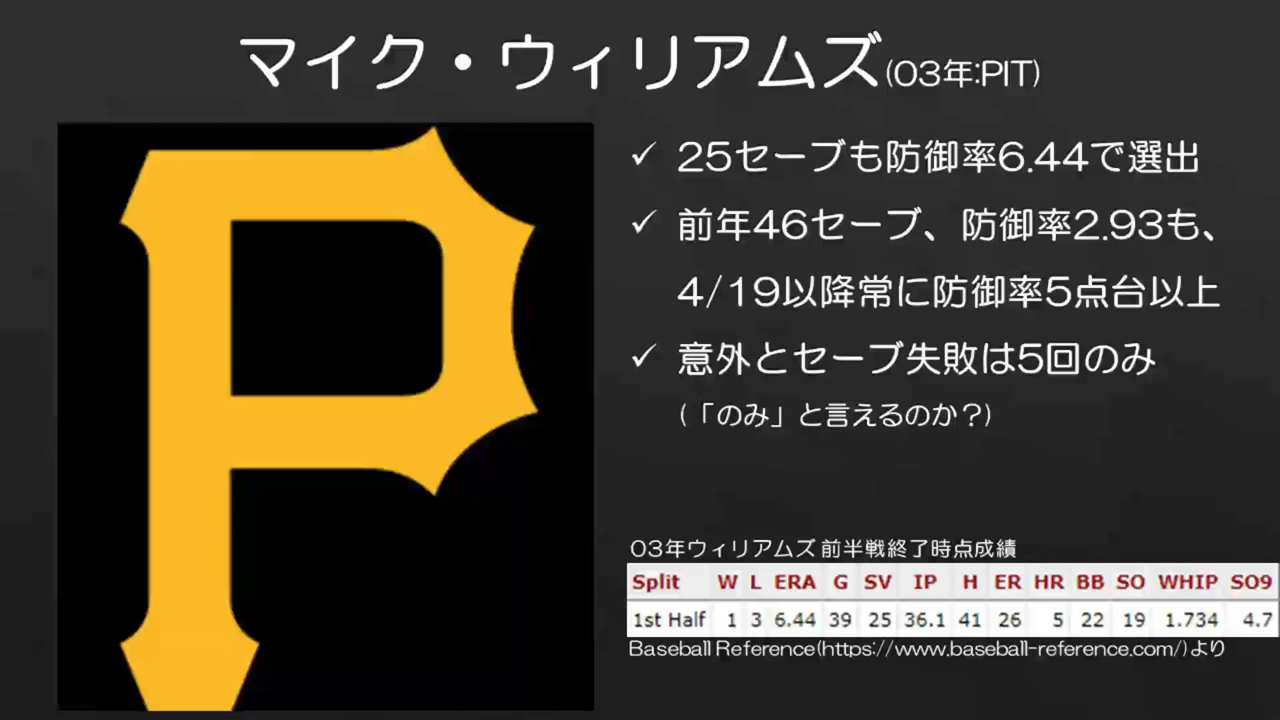 マイク・ウィリアムズ(03年:PIT)
✓ 25セーブも防御率6.44で選出
✓ 前年46セーブ、防御率2.93も、
4/19以降常に防御率5点台以上
✓ 意外とセーブ失敗は5回のみ
(「のみ」と言えるのか?)
03年ウィリアムズ 前半戦終了時点成績
Split W L ERA G SV IP H ER HR BB SO WHIP SO9
1st Half 1 3 6.44 39 25 36.1 41 26 5 22 19 1.734 4.7
Baseball Reference(https://www.baseball-reference.com/)より
P